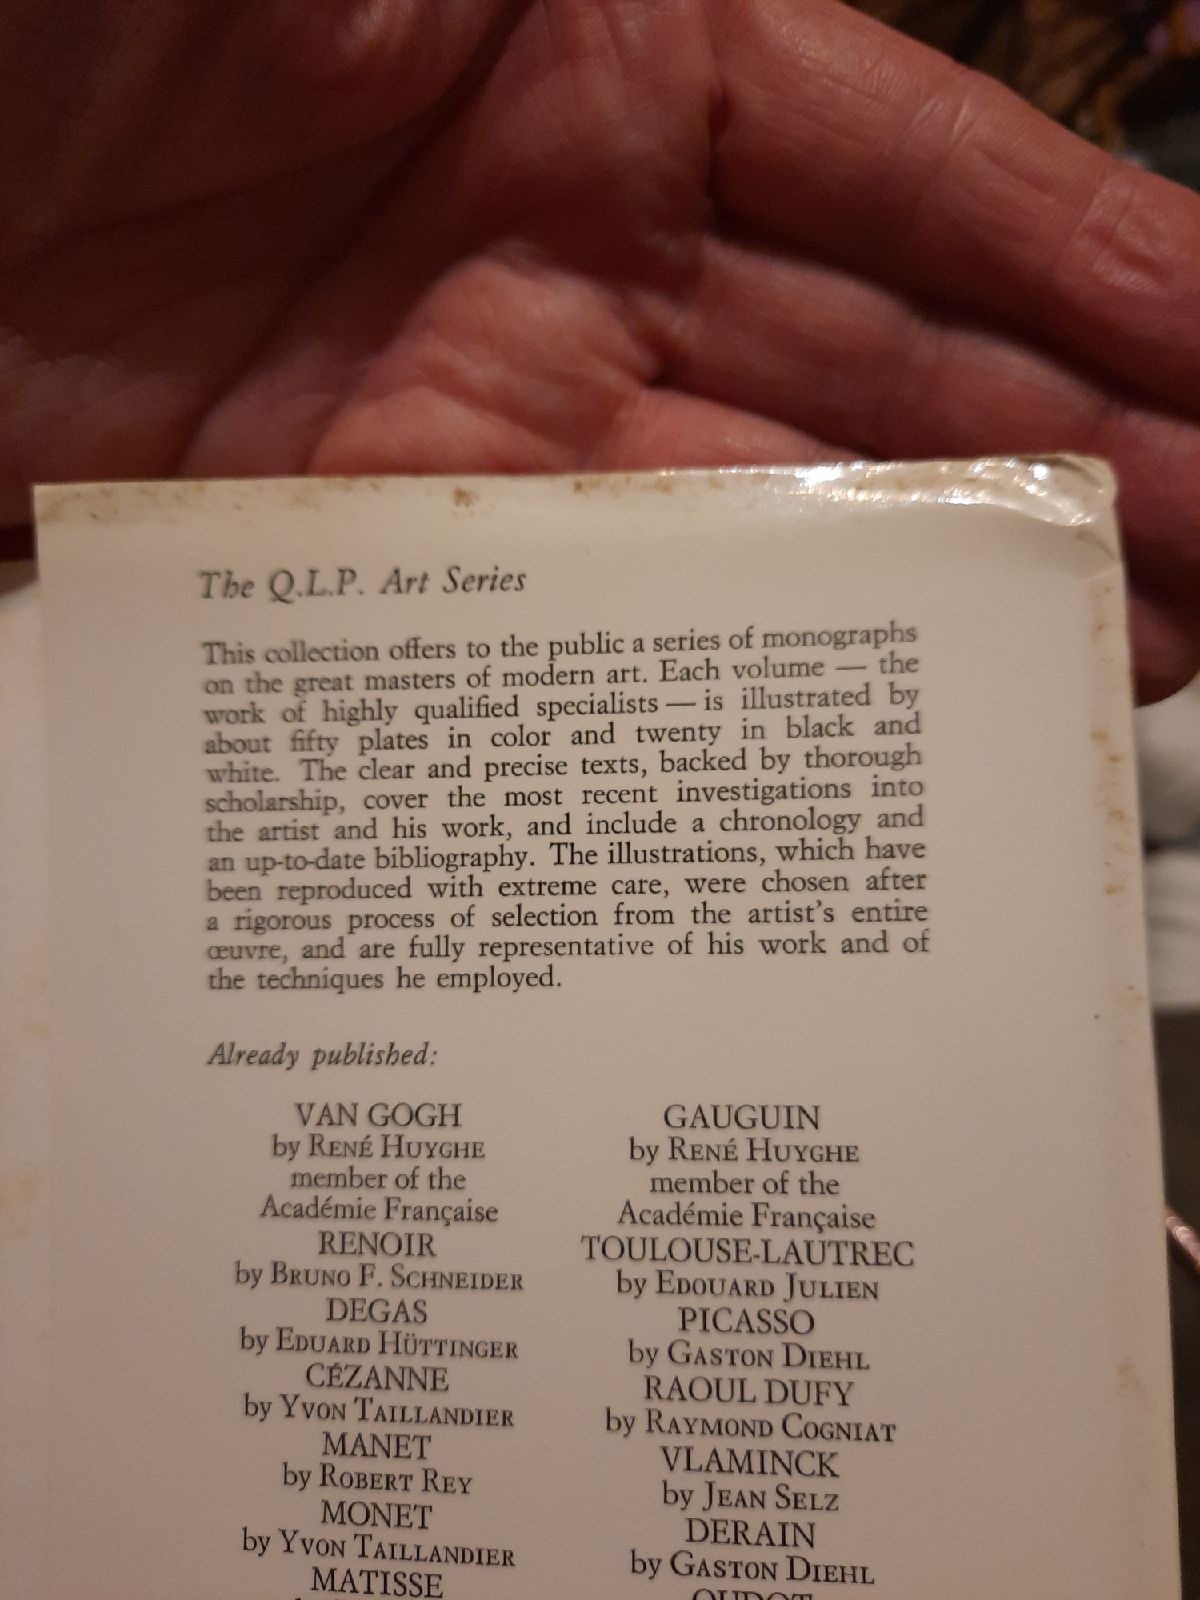 The Q.L.P. Art Series
This collection offers to the public a series of monographs
on the great masters of modern art. Each volume — the
work of highly qualified specialists — is illustrated by
about fifty plates in color and twenty in black and
white. The clear and precise texts, backed by thorough
scholarship, cover the most recent investigations into
the artist and his work, and include a chronology and
an up-to-date bibliography. The illustrations, which have
been reproduced with extreme care, were chosen after
a rigorous process of selection from the artist's entire
œuvre, and are fully representative of his work and of
the techniques he employed.
Already published:
VAN GOGH
by RENÉ HUYGHE
member of the
Académie Française
RENOIR
by BRUNO F. SCHNEIDER
DEGAS
by EDUARD HÜTTINGER
CÉZANNE
by YVON TAILLANDIER
MANET
by ROBERT REY
MONET
by YVON TAILLANDIER
MATISSE
GAUGUIN
by RENÉ HUYGHE
member of the
Académie Française
TOULOUSE-LAUTREC
by EDOUARD JULIEN
PICASSO
by GASTON DIEHL
RAOUL DUFY
by RAYMOND COGNIAT
VLAMINCK
by JEAN SELZ
DERAIN
by GASTON DIEHL